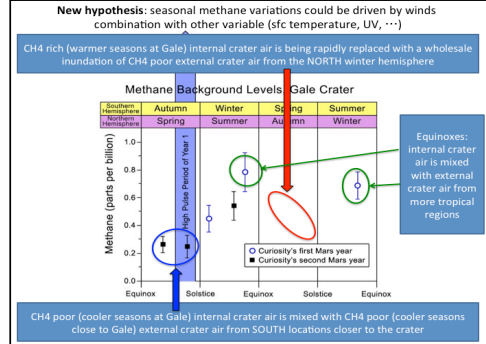 New hypothesis: seasonal methane variations could be driven by winds
combination with other variable (sfc temperature, UV, ···)
CH4 rich (warmer seasons at Gale) internal crater air is being rapidly replaced with a wholesale
inundation of CH4 poor external crater air from the NORTH winter hemisphere
Methane Background Levels, Gale Crater
Southern Hemisphere Autumn Winter Spring Summer
Northern Hemisphere Spring Summer Autumn Winter
Methane (parts per billion)
1.0
0.8
0.6
0.4
0.2
0.0
High Pulse Period of Year 1
Curiosity's first Mars year
Curiosity's second Mars year
Equinox Solstice Equinox Solstice Equinox
Equinoxes:
internal crater
air is mixed
with external
crater air from
more tropical
regions
CH4 poor (cooler seasons at Gale) internal crater air is mixed with CH4 poor (cooler seasons
close to Gale) external crater air from SOUTH locations closer to the crater